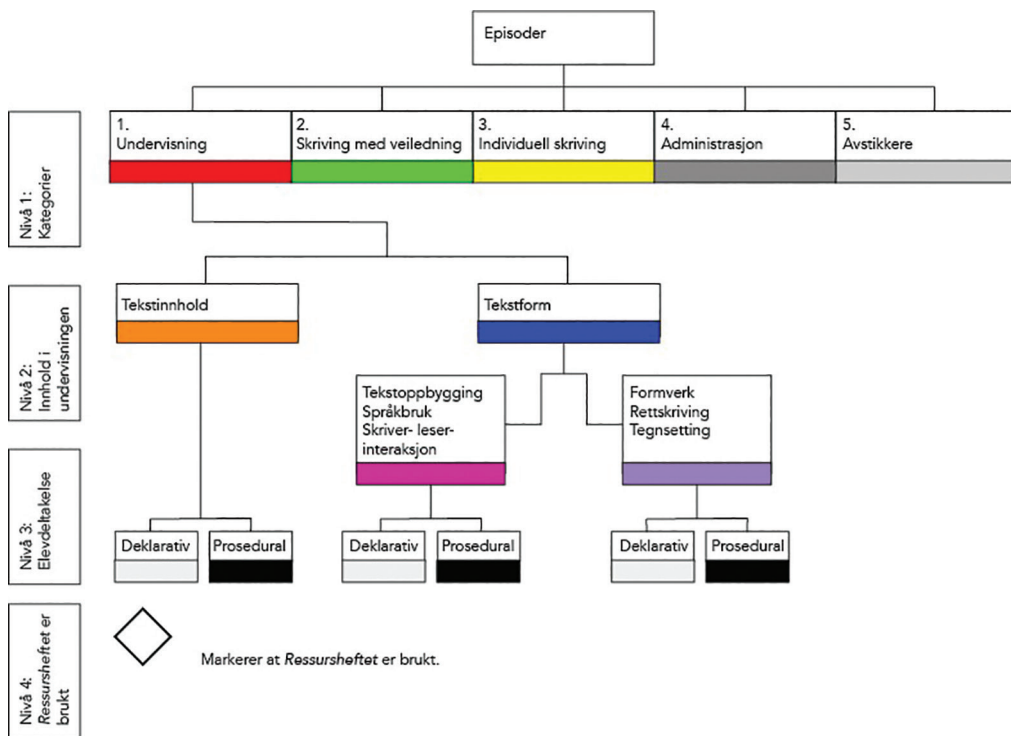 Episoder
Nivå 1:
Kategorier
1.
Undervisning
2.
Skriving med veiledning
3.
Individuell skriving
4.
Administrasjon
5.
Avstikkere
Nivå 2:
Innhold i
undervisningen
Tekstinnhold
Tekstform
Tekstoppbygging
Språkbruk
Skriver- leser-
interaksjon
Formverk
Rettskriving
Tegnsetting
Nivå 3:
Elevdeltakelse
Deklarativ
Prosedural
Deklarativ
Prosedural
Deklarativ
Prosedural
Nivå 4:
Ressursheftet er
brukt
Markerer at Ressursheftet er brukt.